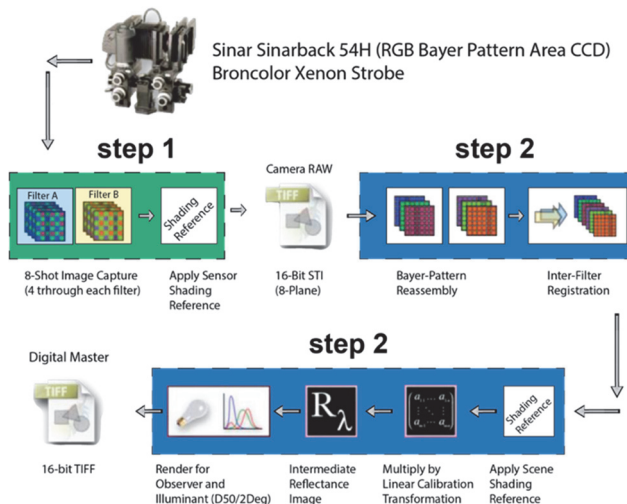 Sinar Sinarback 54H (RGB Bayer Pattern Area CCD)
Broncolor Xenon Strobe
step 1
Filter A
Filter B
Shading
Reference
8-Shot Image Capture
(4 trhrough each filter)
Apply Sensor
Shading
Reference
Camera RAW
TIFF
16-Bit STI
(8-Plane)
step 2
Bayer-Pattern
Reassembly
Inter-Filter
Registration
step 2
Digital Master
TIFF
16-bit TIFF
Render for
Observer and
Illuminant (D50/2Deg)
Rλ
Intermediate
Reflectance
Image
Multiply by
Linear Calibration
Transformation
Shading
Reference
Apply Scene
Shading
Reference